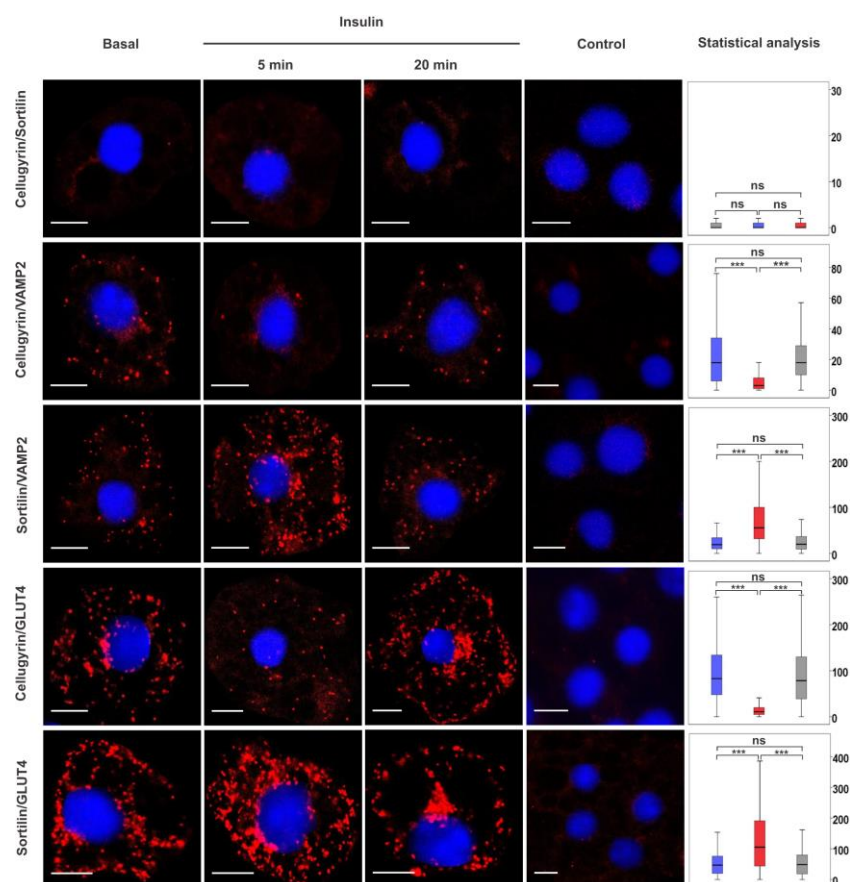 Insulin
Basal
Control
Statistical analysis
5 min
20 min
Cellugyrin/Sortilin
30
20
10
0
ns
ns
ns
Cellugyrin/VAMP2
80
60
40
20
0
ns
***
***
Sortilin/VAMP2
300
200
100
0
ns
***
***
Cellugyrin/GLUT4
300
200
100
0
ns
***
***
Sortilin/GLUT4
400
300
200
100
0
ns
***
***